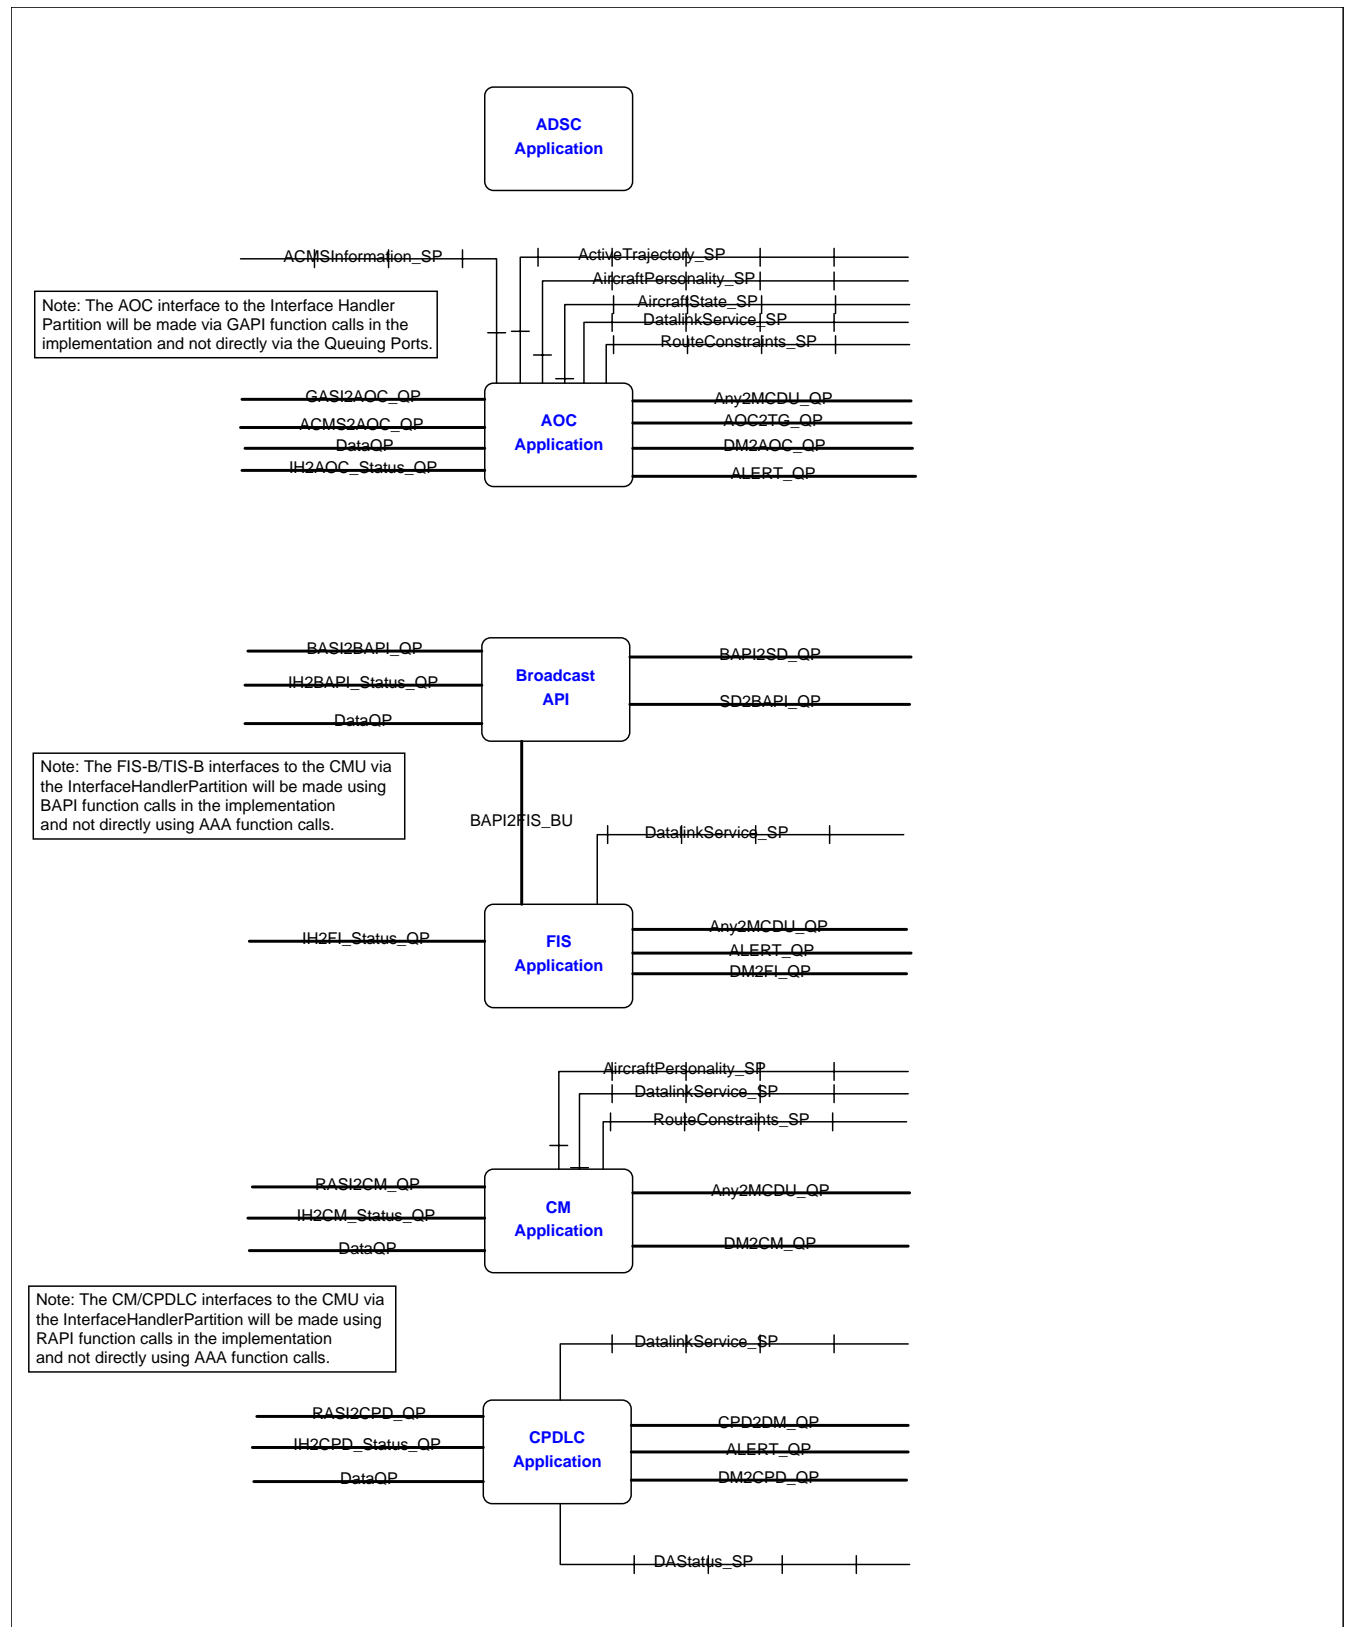 ADSC
Application
ACMSInformation_SP
ActiveTrajectory_SP
AircraftPersonality_SP
AircraftState_SP
DatalinkService_SP
RouteConstraints_SP
Note: The AOC interface to the Interface Handler
Partition will be made via GAPI function calls in the
implementation and not directly via the Queuing Ports.
GASI2AOC_QP
ACMS2AOC_QP
DataQP
IH2AOC_Status_QP
AOC
Application
Any2MCDU_QP
AOC2TG_QP
DM2AOC_QP
ALERT_QP
BASI2BAPI_QP
IH2BAPI_Status_QP
DataQP
Broadcast
API
BAPI2SD_QP
SD2BAPI_QP
Note: The FIS-B/TIS-B interfaces to the CMU via
the InterfaceHandlerPartition will be made using
BAPI function calls in the implementation
and not directly using AAA function calls.
BAPI2FIS_BU
DatalinkService_SP
IH2FI_Status_QP
FIS
Application
Any2MCDU_QP
ALERT_QP
DM2FI_QP
AircraftPersonality_SP
DatalinkService_SP
RouteConstraints_SP
RASI2CM_QP
IH2CM_Status_QP
DataQP
CM
Application
Any2MCDU_QP
DM2CM_QP
Note: The CM/CPDLC interfaces to the CMU via
the InterfaceHandlerPartition will be made using
RAPI function calls in the implementation
and not directly using AAA function calls.
DatalinkService_SP
RASI2CPD_QP
IH2CPD_Status_QP
DataQP
CPDLC
Application
CPD2DM_QP
ALERT_QP
DM2CPD_QP
DAStatus_SP